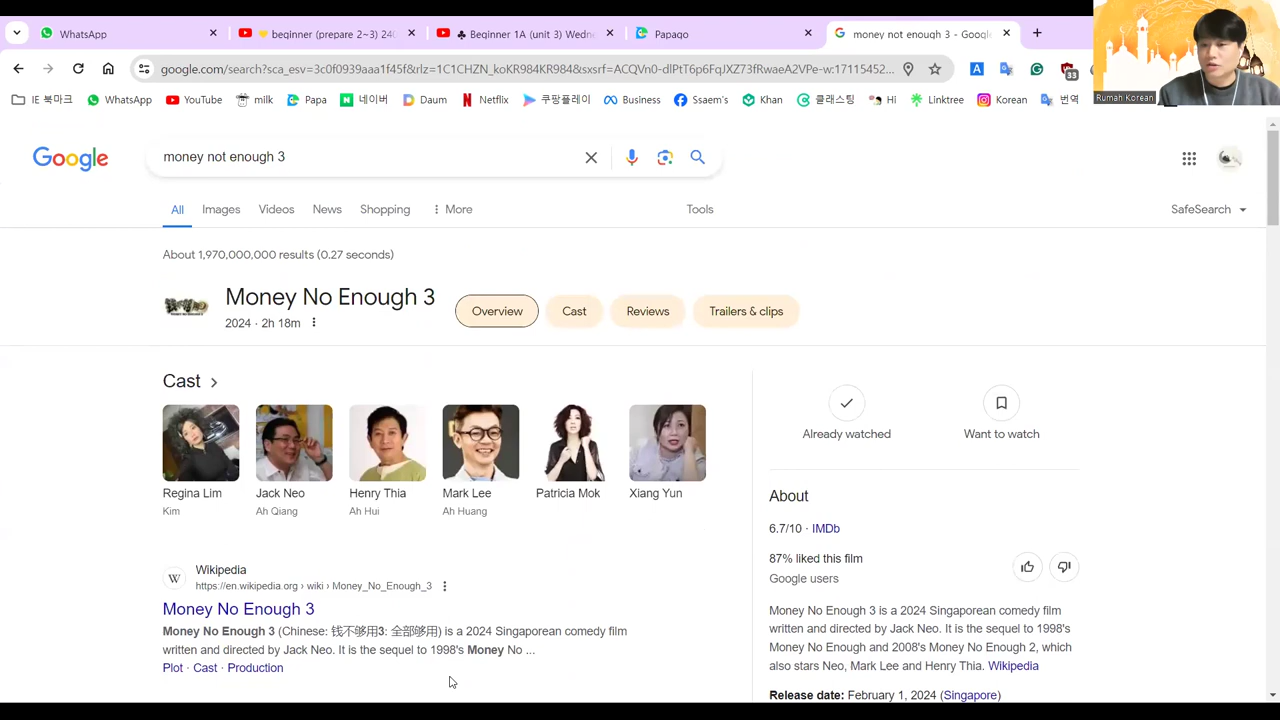 WhatsApp
beginner (prepare 2~3) 240
Beginner 1A (unit 3) Wedne
Papago
money not enough 3 - Google
google.com/search?sca_esv=3c0f0939aaa1f45f&rlz=1C1CHBD_koKR984KR984&sxsrf=ACQVn0-dlPtT6p6FqJXZ73fRwaeA2VPe-w:17115452...
33
IE 북마크
WhatsApp
YouTube
milk
Papa
네이버
Daum
Netflix
쿠팡플레이
Business
Ssaem's
Khan
클래스팅
Hi
Linktree
Korean
번역
Rumah Korean
Google
money not enough 3
All
Images
Videos
News
Shopping
More
Tools
SafeSearch
About 1,970,000,000 results (0.27 seconds)
Money No Enough 3
2024 · 2h 18m
Overview
Cast
Reviews
Trailers & clips
Cast
Regina Lim
Kim
Jack Neo
Ah Qiang
Henry Thia
Ah Hui
Mark Lee
Ah Huang
Patricia Mok
Xiang Yun
Already watched
Want to watch
About
6.7/10 · IMDb
87% liked this film
Google users
Money No Enough 3 is a 2024 Singaporean comedy film
written and directed by Jack Neo. It is the sequel to 1998's
Money No Enough and 2008's Money No Enough 2, which
also stars Neo, Mark Lee and Henry Thia. Wikipedia
Release date: February 1, 2024 (Singapore)
W
Wikipedia
https://en.wikipedia.org › wiki › Money_No_Enough_3
Money No Enough 3
Money No Enough 3 (Chinese: 钱不够用3: 全部够用) is a 2024 Singaporean comedy film
written and directed by Jack Neo. It is the sequel to 1998's Money No ...
Plot · Cast · Production